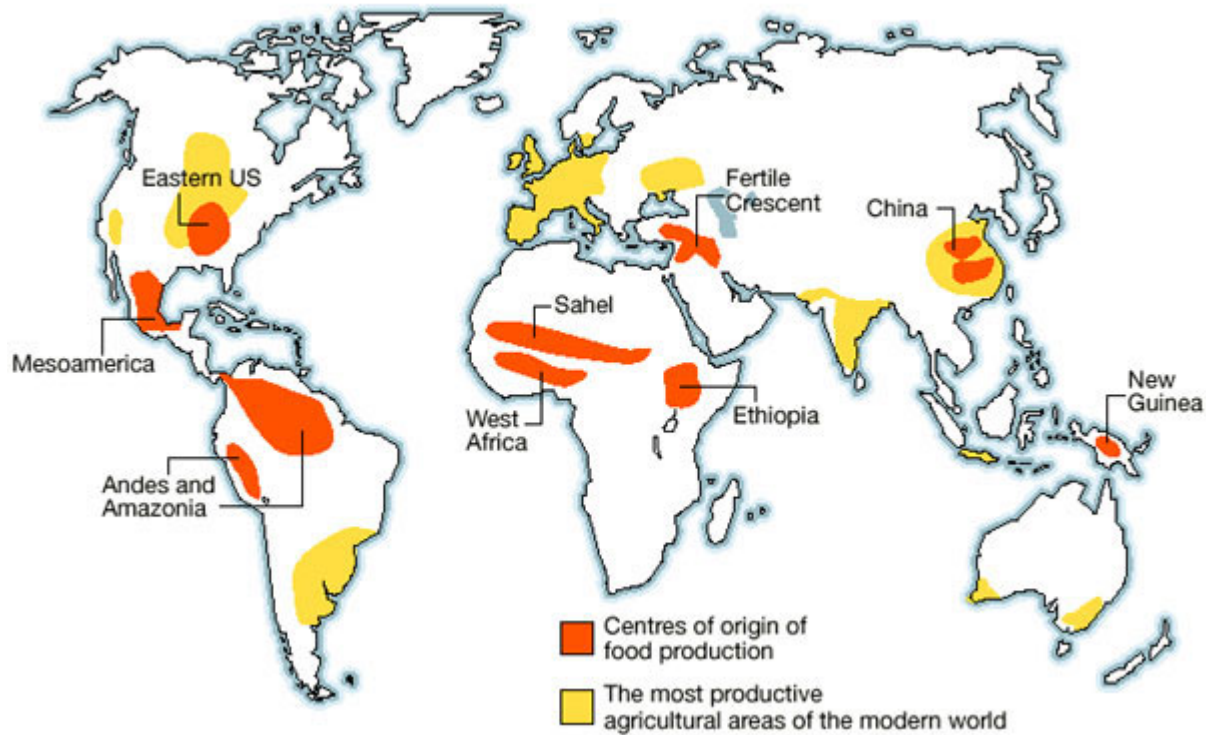 Eastern US
Fertile
Crescent
China
Sahel
Mesoamerica
West
Africa
Ethiopia
New
Guinea
Andes and
Amazonia
Centres of origin of
food production
The most productive
agricultural areas of the modern world